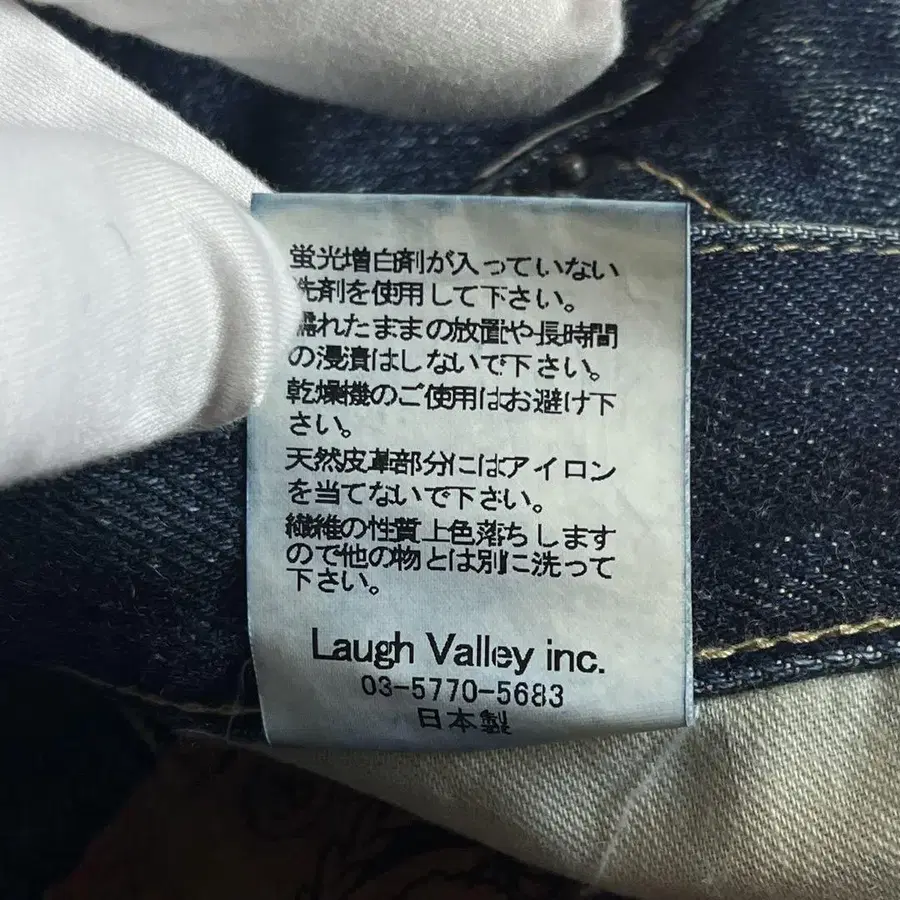 蛍光増白剤が入っていない
洗剤を使用して下さい。
濡れたままの放置や長時間
の浸漬はしないで下さい。
乾燥機のご使用はお避け下
さい。
天然皮革部分にはアイロン
を当てないで下さい。
繊維の性質上色落ちします
ので他の物とは別に洗って
下さい。
Laugh Valley inc.
03-5770-5683
日本製